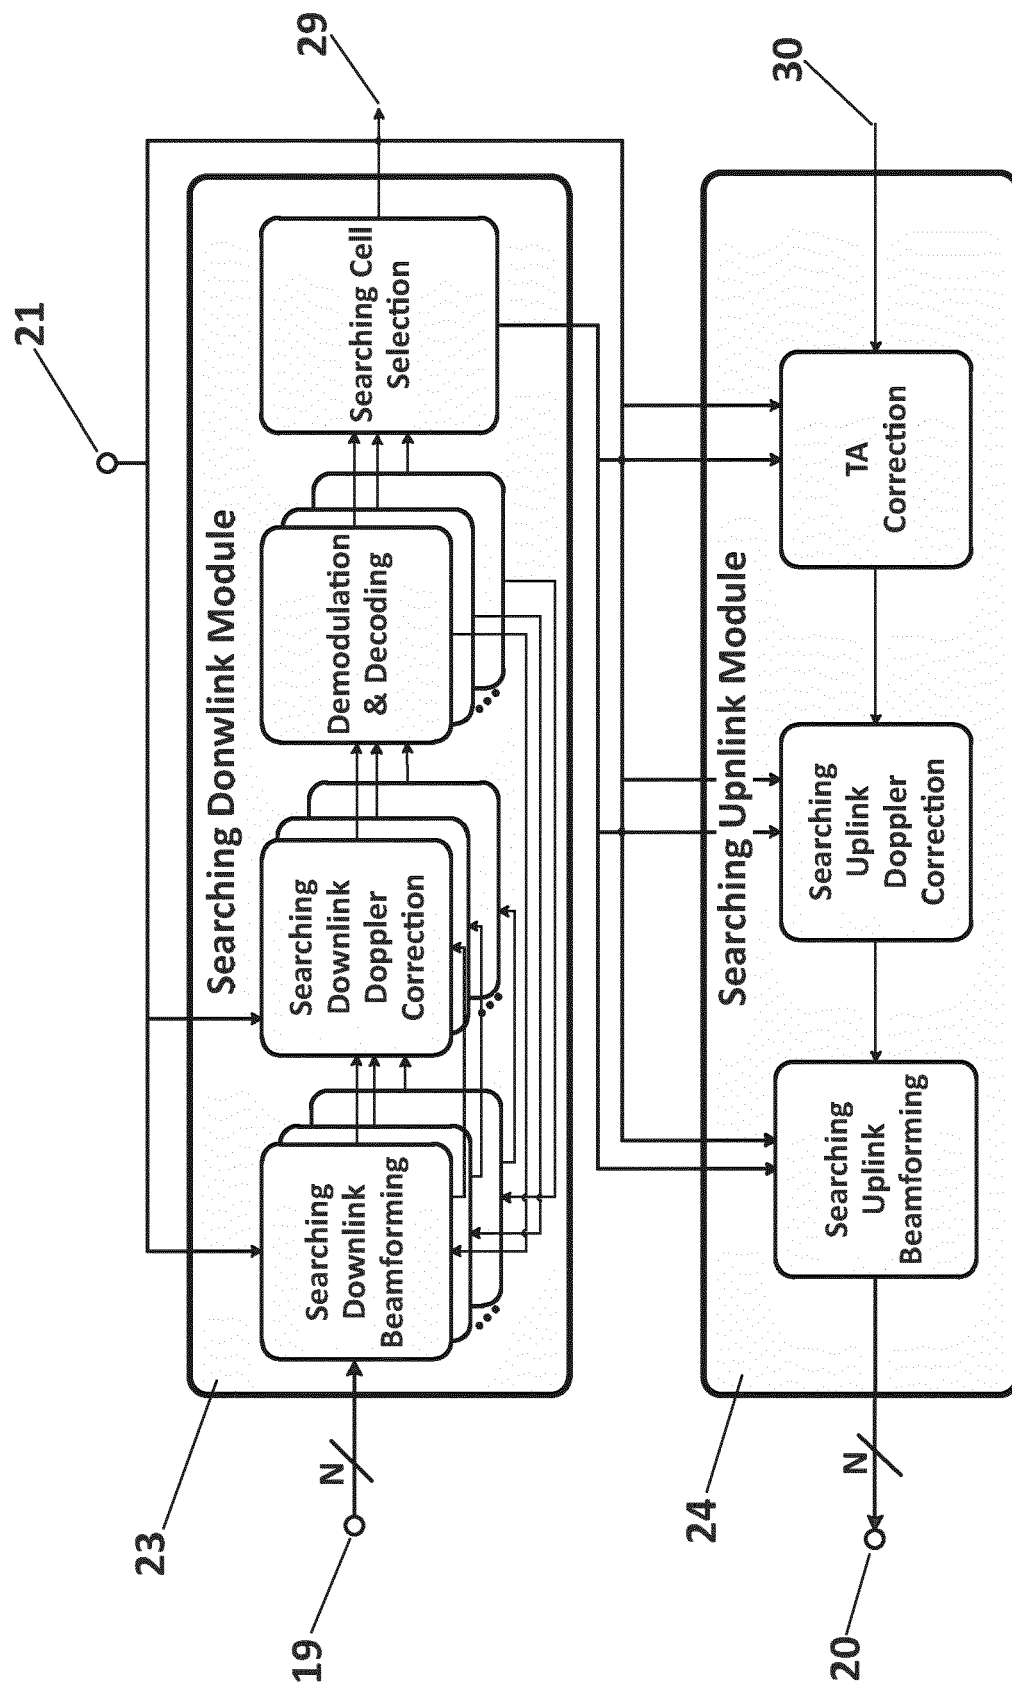 21
29
23
Searching Donwlink Module
19
N
Searching
Downlink
Beamforming
Searching
Downlink
Doppler
Correction
Demodulation
& Decoding
Searching Cell
Selection
30
24
Searching Upnlink Module
20
N
Searching
Uplink
Beamforming
Searching
Uplink
Doppler
Correction
TA
Correction